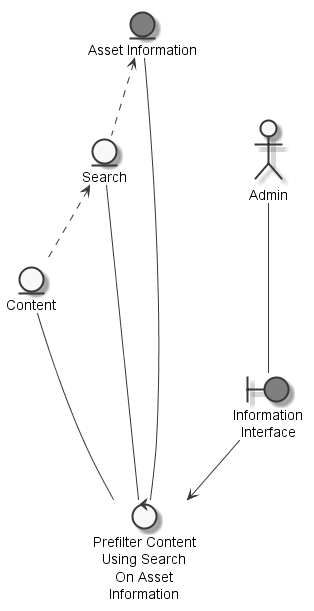 Asset Information
Search
Admin
Content
Information
Interface
Prefilter Content
Using Search
On Asset
Information